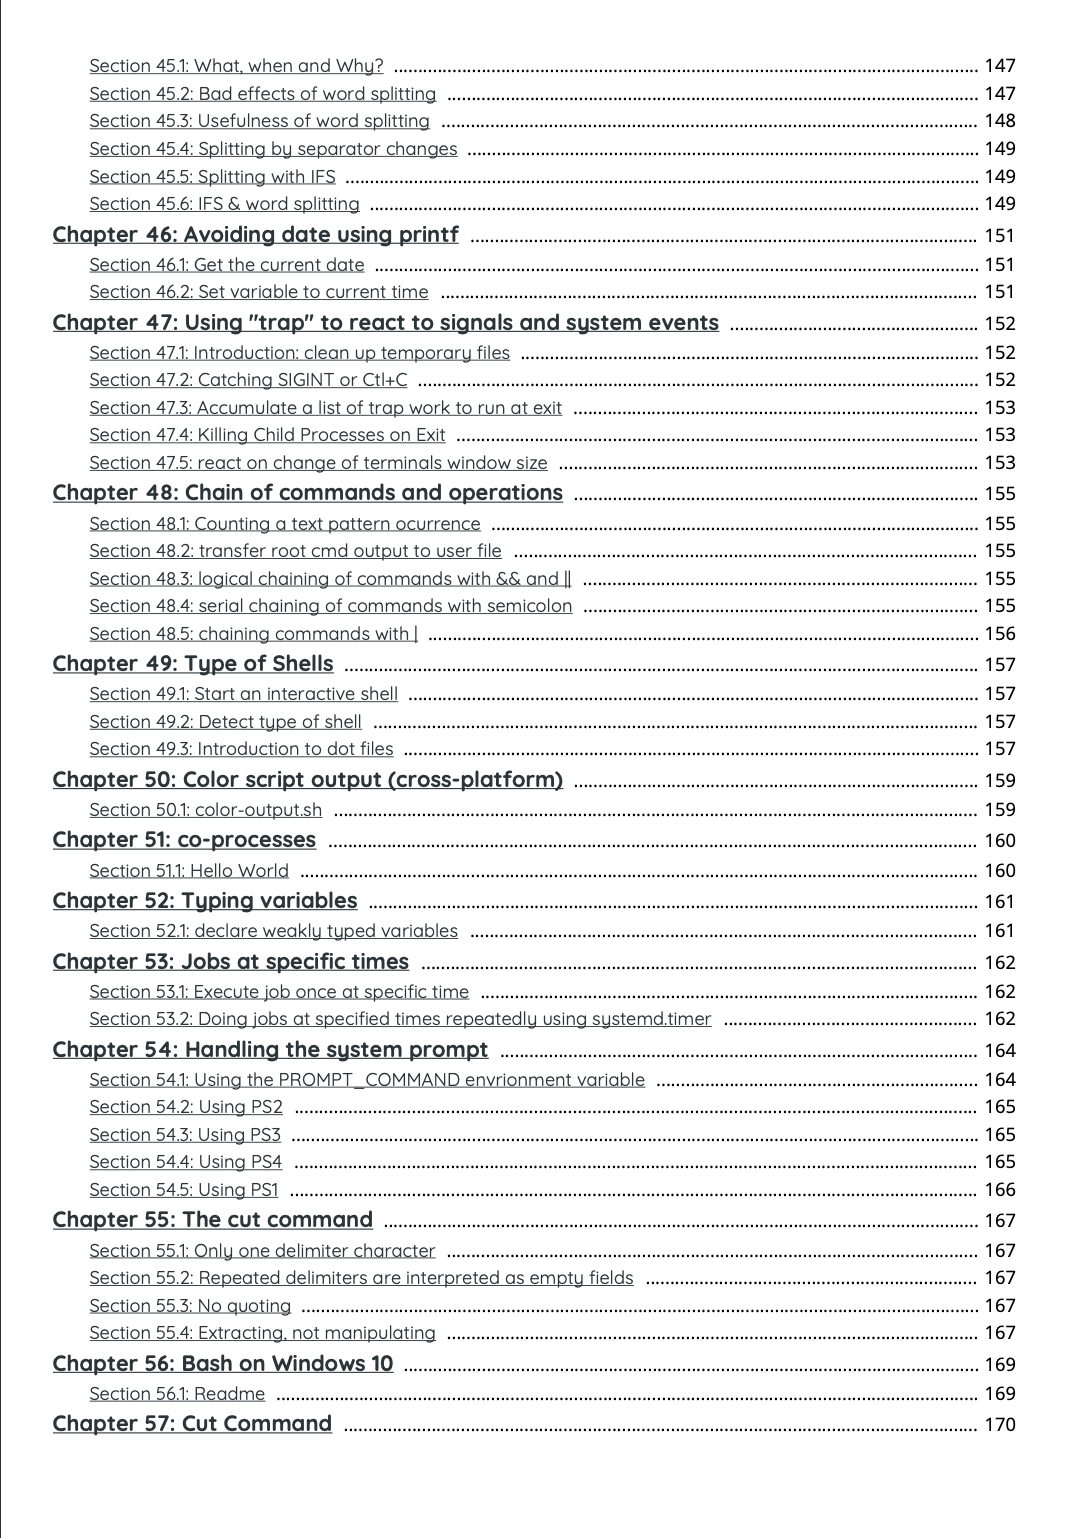 Section 45.1: What, when and Why? ........ 147
Section 45.2: Bad effects of word splitting ........ 147
Section 45.3: Usefulness of word splitting ........ 148
Section 45.4: Splitting by separator changes ........ 149
Section 45.5: Splitting with IFS ........ 149
Section 45.6: IFS & word splitting ........ 149
Chapter 46: Avoiding date using printf ........ 151
Section 46.1: Get the current date ........ 151
Section 46.2: Set variable to current time ........ 151
Chapter 47: Using "trap" to react to signals and system events ........ 152
Section 47.1: Introduction: clean up temporary files ........ 152
Section 47.2: Catching SIGINT or Ctl+C ........ 152
Section 47.3: Accumulate a list of trap work to run at exit ........ 153
Section 47.4: Killing Child Processes on Exit ........ 153
Section 47.5: react on change of terminals window size ........ 153
Chapter 48: Chain of commands and operations ........ 155
Section 48.1: Counting a text pattern ocurrence ........ 155
Section 48.2: transfer root cmd output to user file ........ 155
Section 48.3: logical chaining of commands with && and || ........ 155
Section 48.4: serial chaining of commands with semicolon ........ 155
Section 48.5: chaining commands with | ........ 156
Chapter 49: Type of Shells ........ 157
Section 49.1: Start an interactive shell ........ 157
Section 49.2: Detect type of shell ........ 157
Section 49.3: Introduction to dot files ........ 157
Chapter 50: Color script output (cross-platform) ........ 159
Section 50.1: color-output.sh ........ 159
Chapter 51: co-processes ........ 160
Section 51.1: Hello World ........ 160
Chapter 52: Typing variables ........ 161
Section 52.1: declare weakly typed variables ........ 161
Chapter 53: Jobs at specific times ........ 162
Section 53.1: Execute job once at specific time ........ 162
Section 53.2: Doing jobs at specified times repeatedly using systemd.timer ........ 162
Chapter 54: Handling the system prompt ........ 164
Section 54.1: Using the PROMPT_COMMAND envrionment variable ........ 164
Section 54.2: Using PS2 ........ 165
Section 54.3: Using PS3 ........ 165
Section 54.4: Using PS4 ........ 165
Section 54.5: Using PS1 ........ 166
Chapter 55: The cut command ........ 167
Section 55.1: Only one delimiter character ........ 167
Section 55.2: Repeated delimiters are interpreted as empty fields ........ 167
Section 55.3: No quoting ........ 167
Section 55.4: Extracting, not manipulating ........ 167
Chapter 56: Bash on Windows 10 ........ 169
Section 56.1: Readme ........ 169
Chapter 57: Cut Command ........ 170